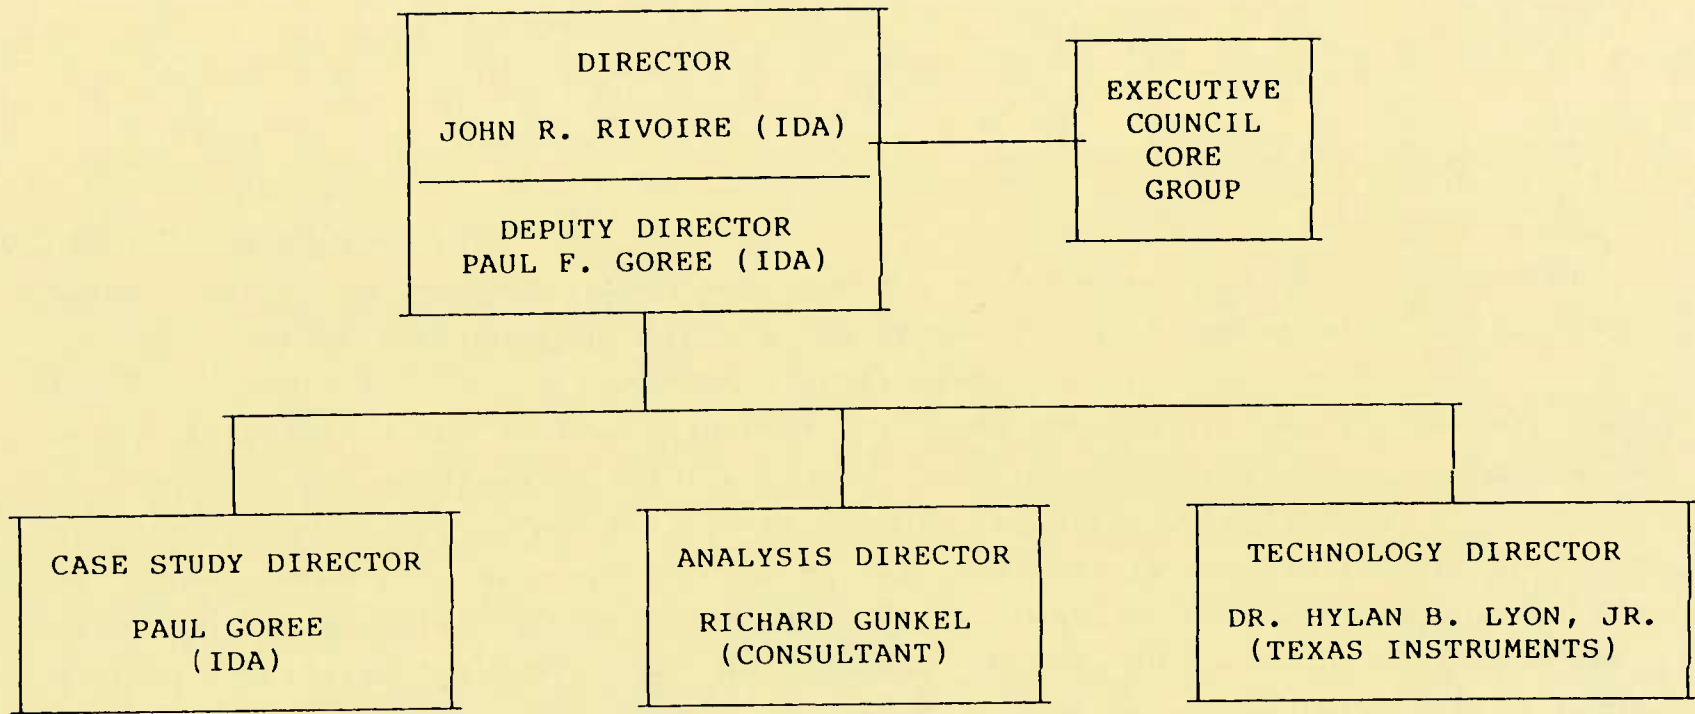 DIRECTOR
JOHN R. RIVOIRE (IDA)
DEPUTY DIRECTOR
PAUL F. GOREE (IDA)
EXECUTIVE
COUNCIL
CORE
GROUP
CASE STUDY DIRECTOR
PAUL GOREE
(IDA)
ANALYSIS DIRECTOR
RICHARD GUNKEL
(CONSULTANT)
TECHNOLOGY DIRECTOR
DR. HYLAN B. LYON, JR.
(TEXAS INSTRUMENTS)